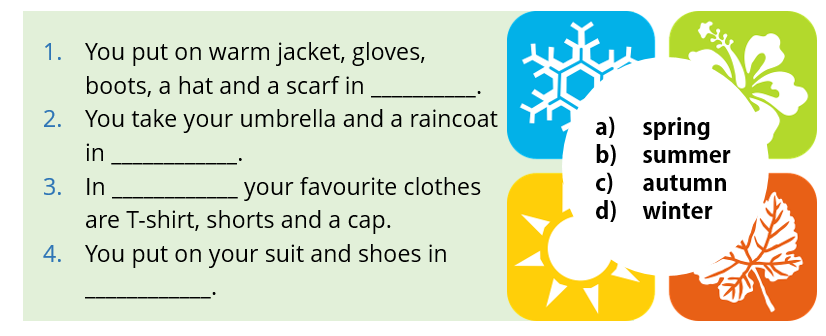 1. You put on warm jacket, gloves,
boots, a hat and a scarf in __________.
2. You take your umbrella and a raincoat
in ____________.
3. In ____________ your favourite clothes
are T-shirt, shorts and a cap.
4. You put on your suit and shoes in
____________.
a) spring
b) summer
c) autumn
d) winter